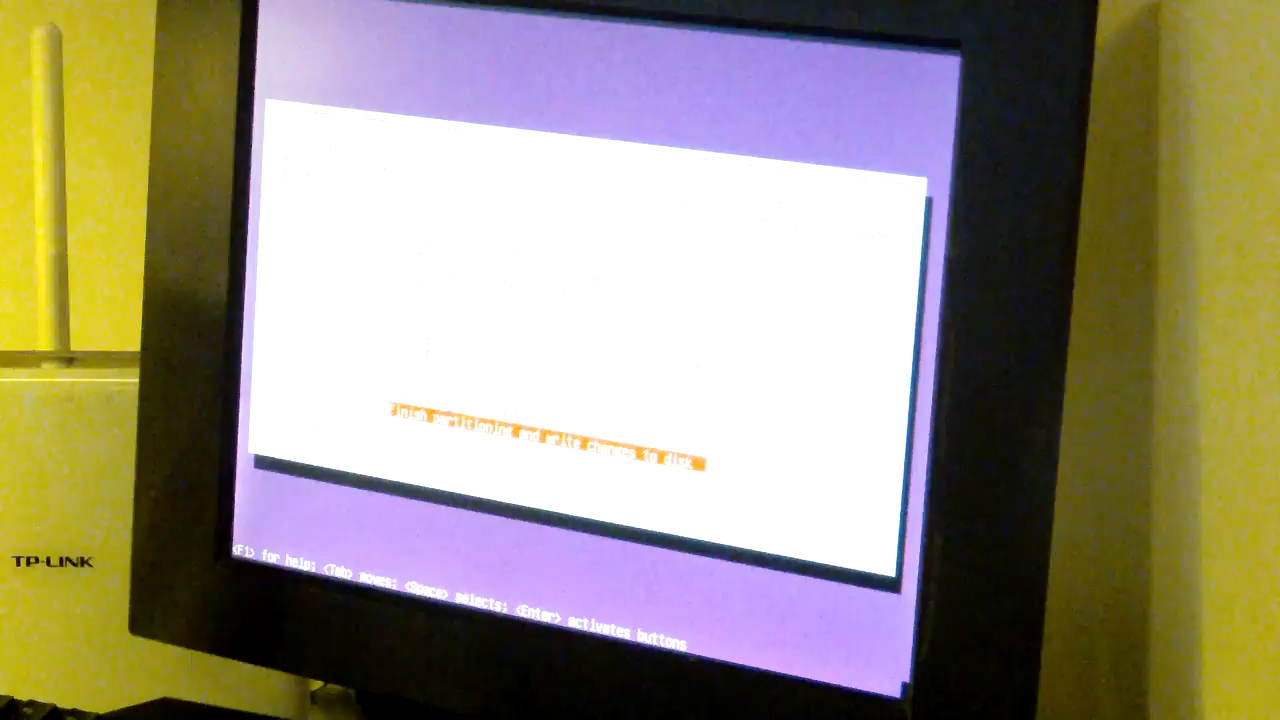 Finish partitioning and write changes to disk
<F1> for help; <Tab> moves; <Space> selects; <Enter> activates buttons
TP-LINK